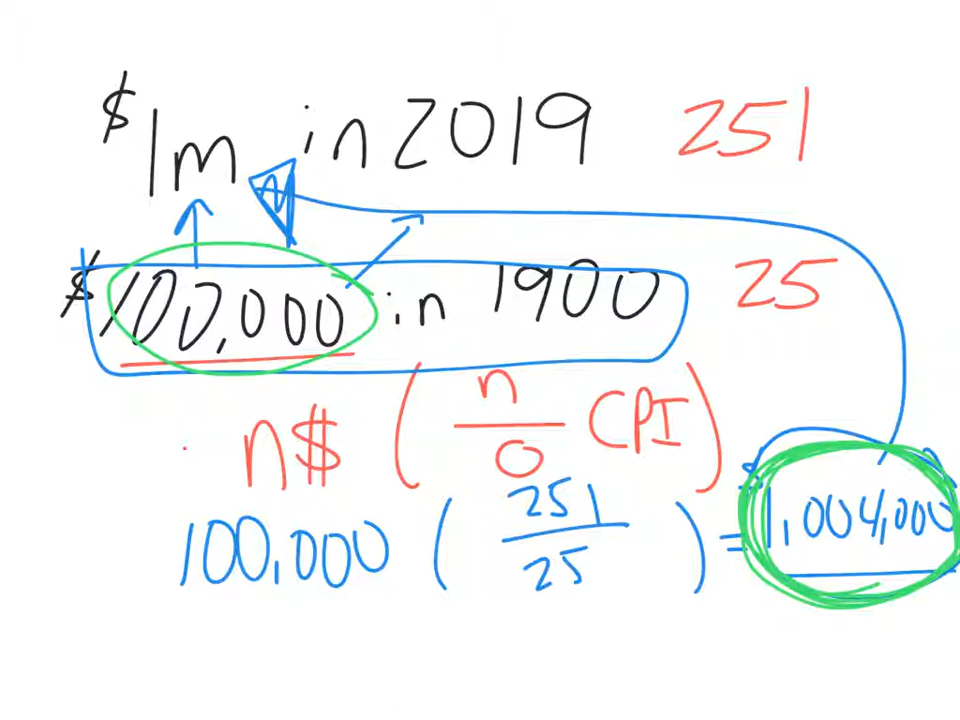 $1m in 2019 251
$100,000 in 1900 25
n$ ( n/o CPI )
100,000 ( 251/25 ) = 1,004,000